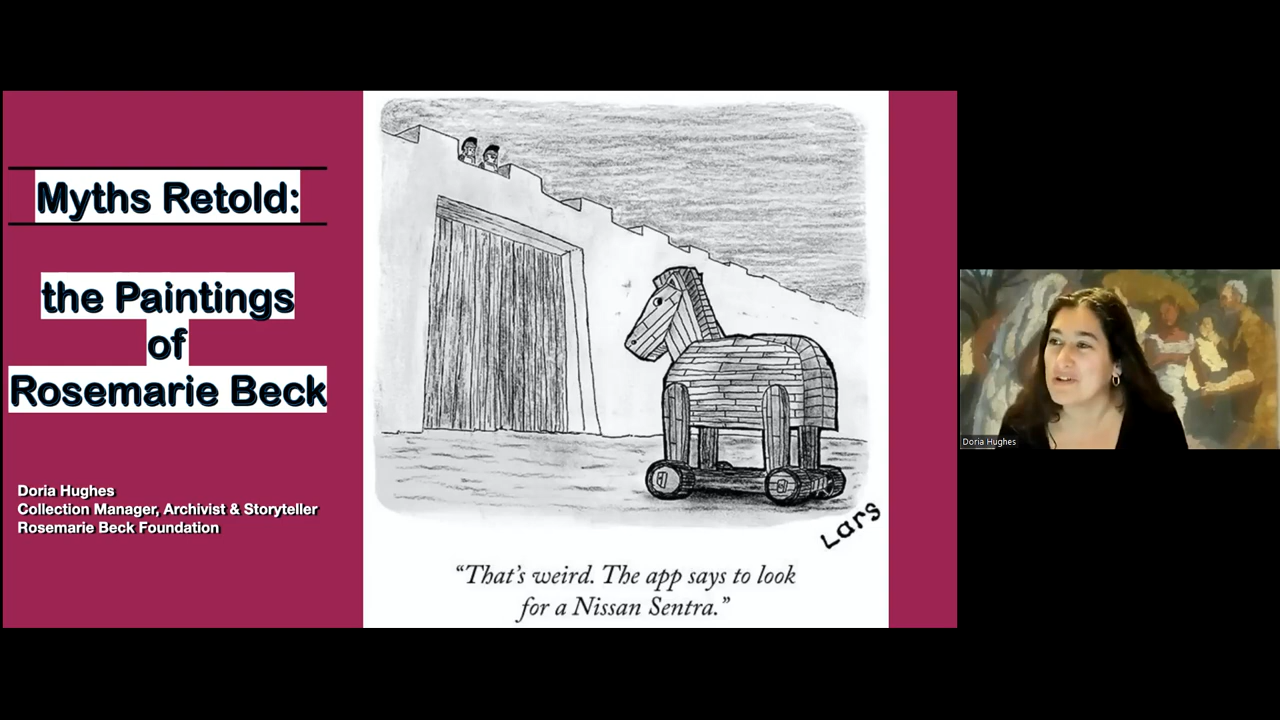 Myths Retold:
the Paintings
of
Rosemarie Beck
Doria Hughes
Collection Manager, Archivist & Storyteller
Rosemarie Beck Foundation
Lars
“That’s weird. The app says to look
for a Nissan Sentra.”
Doria Hughes